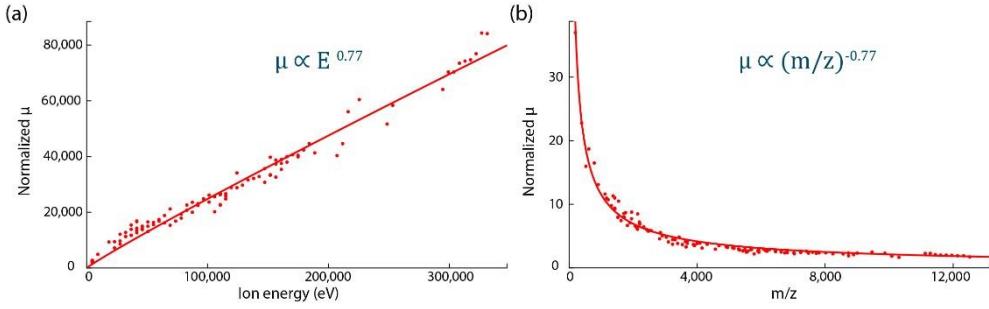 (a)
80,000
60,000
40,000
20,000
0
Normalized μ
μ ∝ E 0.77
0
100,000
200,000
300,000
Ion energy (eV)
(b)
30
20
10
0
Normalized μ
μ ∝ (m/z)-0.77
0
4,000
8,000
12,000
m/z